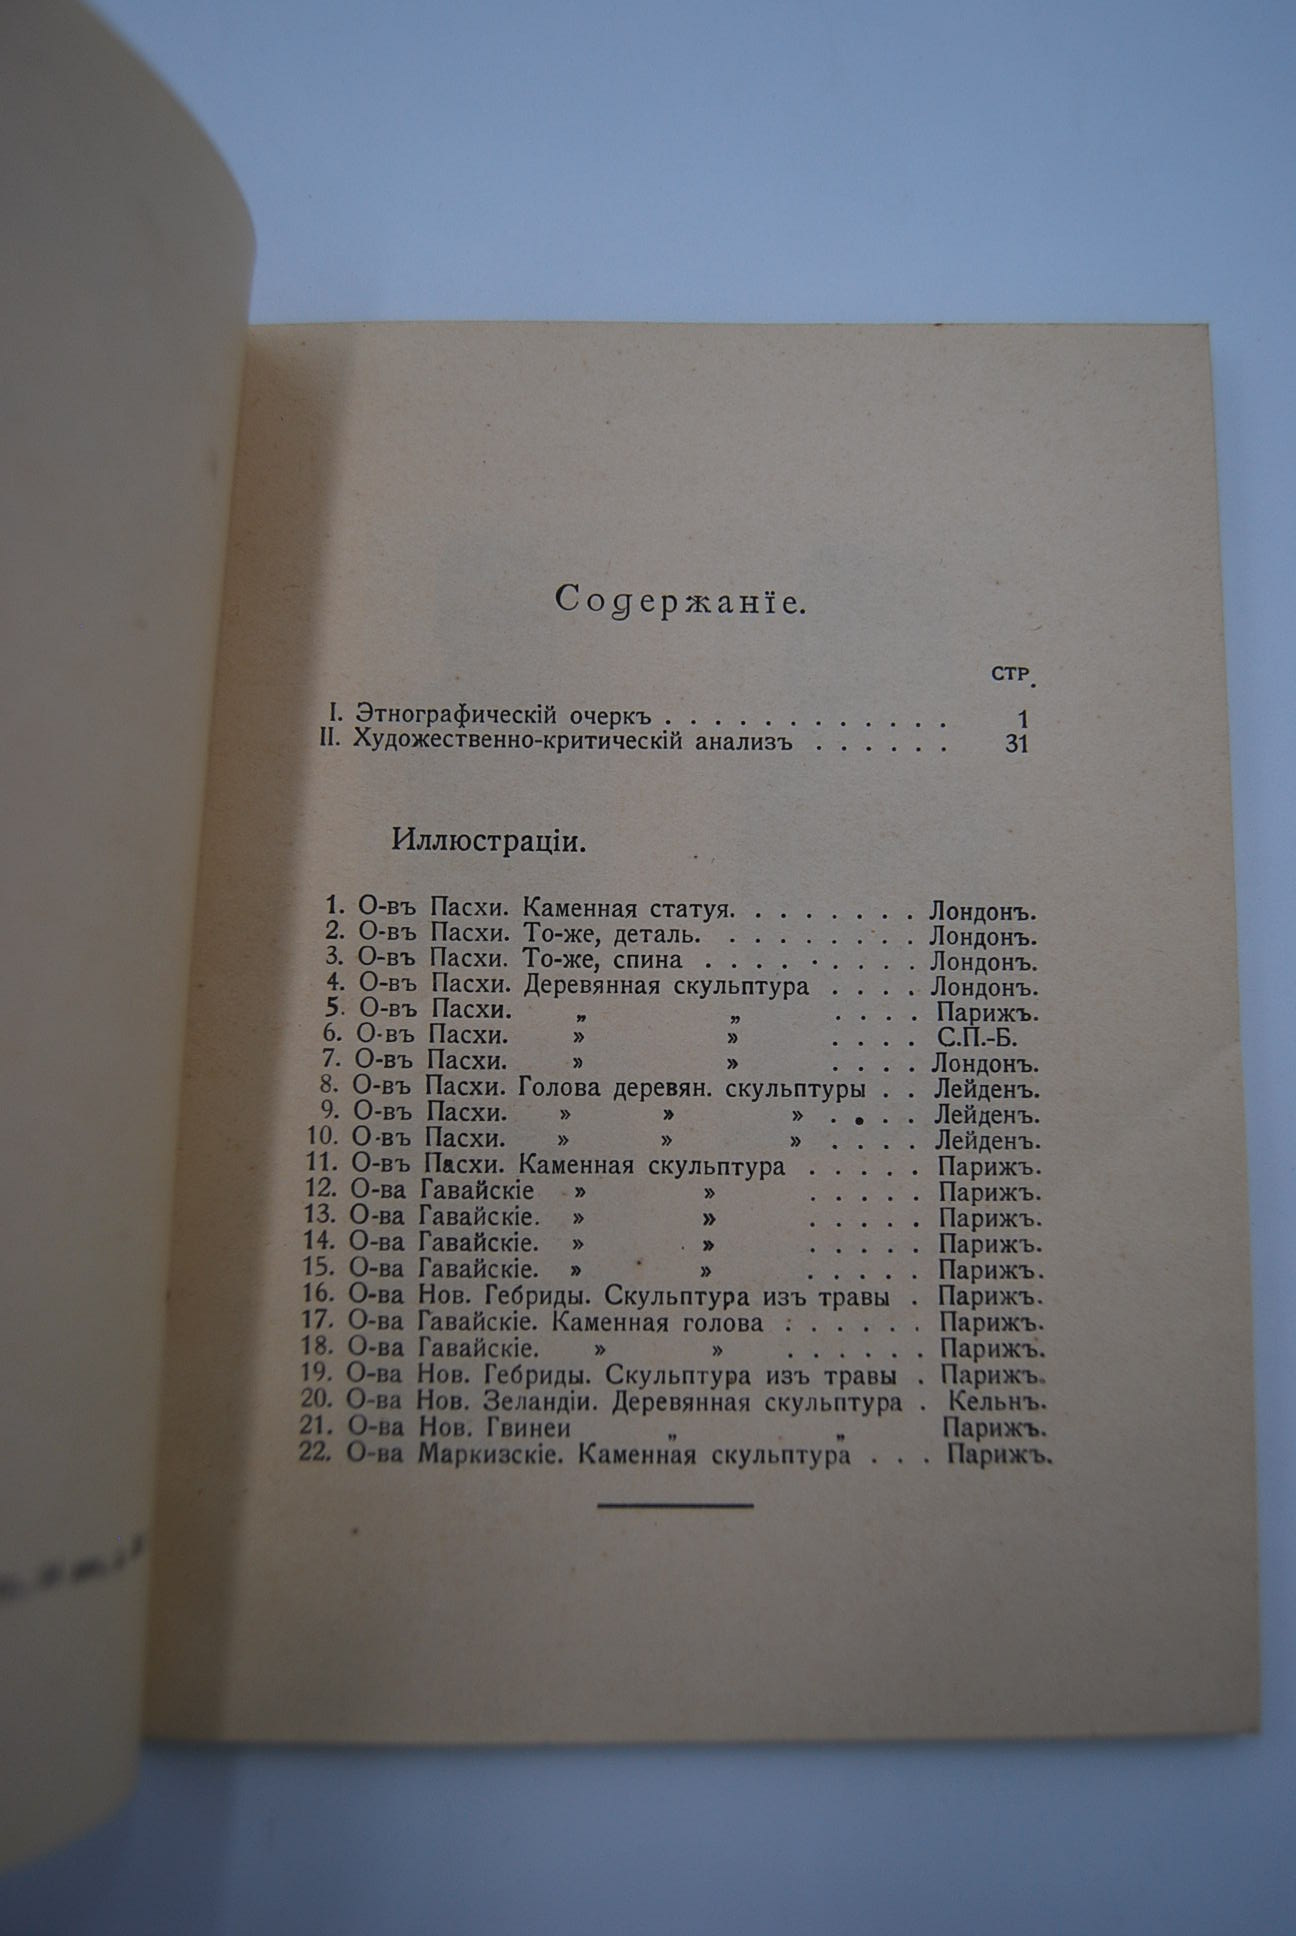 Содержанїе.
СТР.
I. Этнографическій очеркъ . . . . . . . . . . . . 1
II. Художественно-критическій анализъ . . . . . . 31
Иллюстраціи.
1. О-въ Пасхи. Каменная статуя. . . . . . . . Лондонъ.
2. О-въ Пасхи. То-же, деталь. . . . . . . . . Лондонъ.
3. О-въ Пасхи. То-же, спина . . . . . . . . . Лондонъ.
4. О-въ Пасхи. Деревянная скульптура . . . . Лондонъ.
5. О-въ Пасхи. „ „ . . . . Парижъ.
6. О-въ Пасхи. » » . . . . С.П.-Б.
7. О-въ Пасхи. » » . . . . Лондонъ.
8. О-въ Пасхи. Голова деревян. скульптуры . . Лейденъ.
9. О-въ Пасхи. » » » . . . . Лейденъ.
10. О-въ Пасхи. » » » . . . . Лейденъ.
11. О-въ Пасхи. Каменная скульптура . . . . . Парижъ.
12. О-ва Гавайскіе » » . . . . . Парижъ.
13. О-ва Гавайскіе. » » . . . . . Парижъ.
14. О-ва Гавайскіе. » » . . . . . Парижъ.
15. О-ва Гавайскіе. » » . . . . . Парижъ.
16. О-ва Нов. Гебриды. Скульптура изъ травы . Парижъ.
17. О-ва Гавайскіе. Каменная голова . . . . . . Парижъ.
18. О-ва Гавайскіе. » » . . . . . . Парижъ.
19. О-ва Нов. Гебриды. Скульптура изъ травы . Парижъ.
20. О-ва Нов. Зеландіи. Деревянная скульптура . Кельнъ.
21. О-ва Нов. Гвинеи „ „ Парижъ.
22. О-ва Маркизскіе. Каменная скульптура . . . Парижъ.